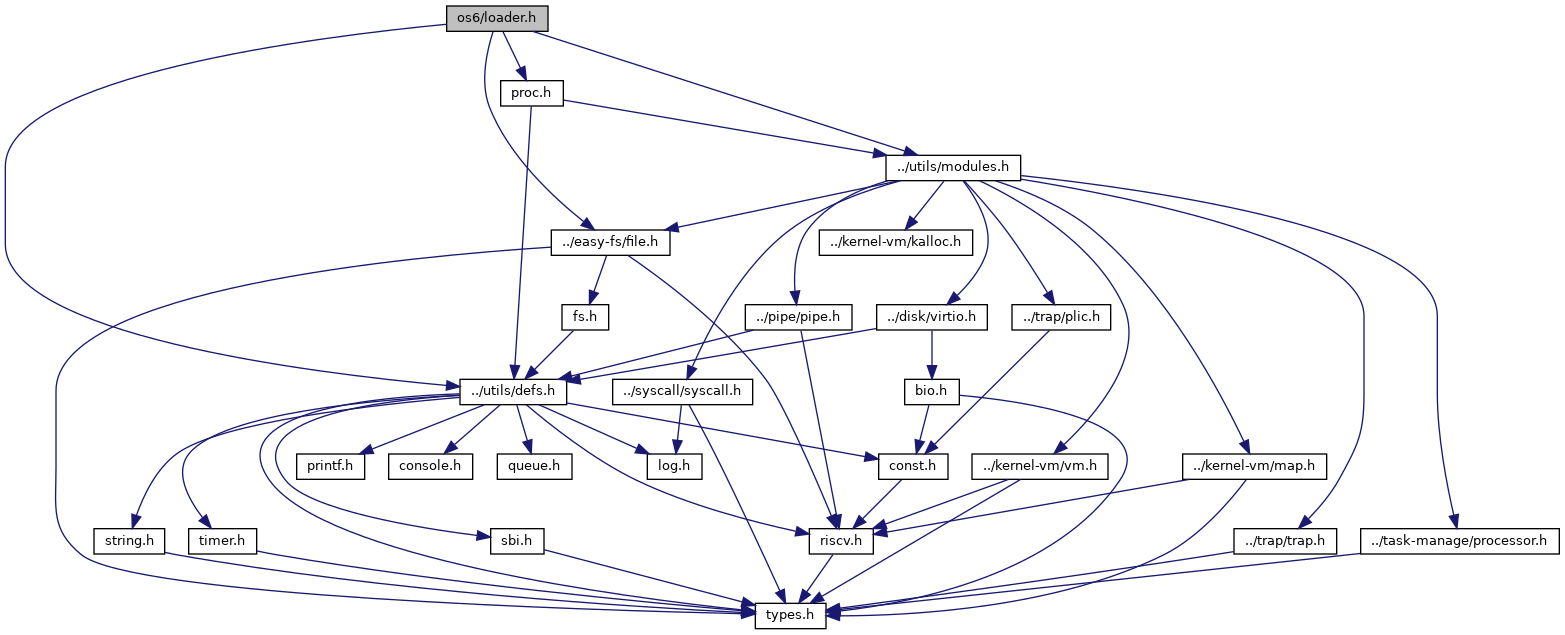 os6/loader.h
proc.h
../utils/modules.h
../easy-fs/file.h
../kernel-vm/kalloc.h
fs.h
../pipe/pipe.h
../disk/virtio.h
../trap/plic.h
../utils/defs.h
../syscall/syscall.h
bio.h
printf.h
console.h
queue.h
log.h
const.h
../kernel-vm/vm.h
../kernel-vm/map.h
string.h
timer.h
sbi.h
riscv.h
../trap/trap.h
../task-manage/processor.h
types.h